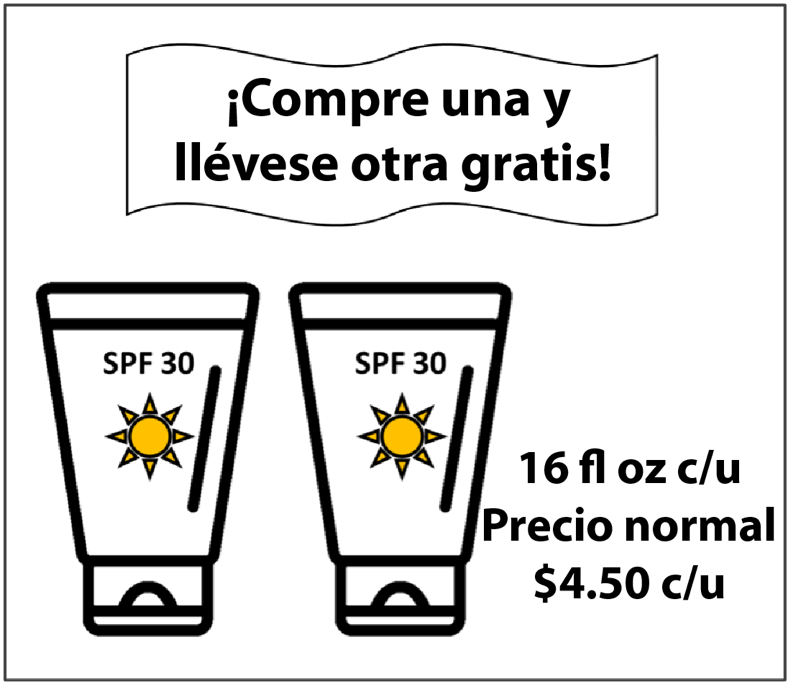 ¡Compre una y
llévese otra gratis!
SPF 30
SPF 30
16 fl oz c/u
Precio normal
$4.50 c/u